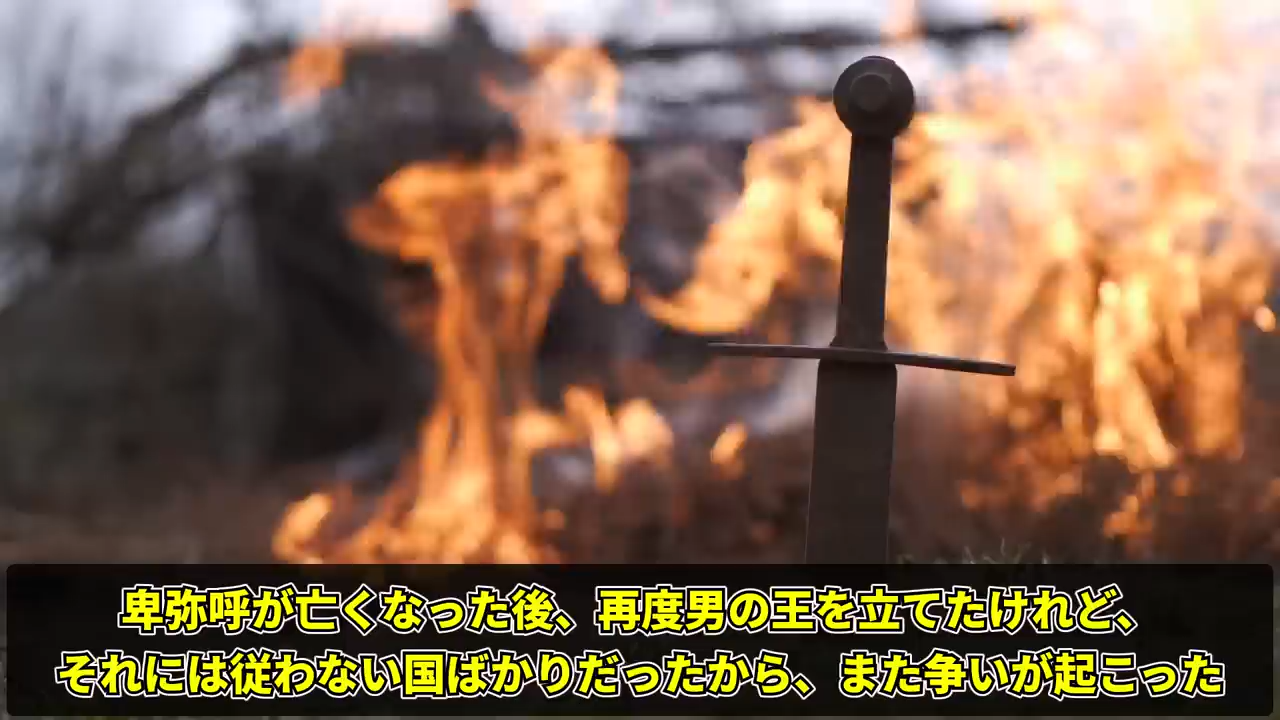 卑弥呼が亡くなった後、再度男の王を立てたけれど、
それには従わない国ばかりだったから、また争いが起こった